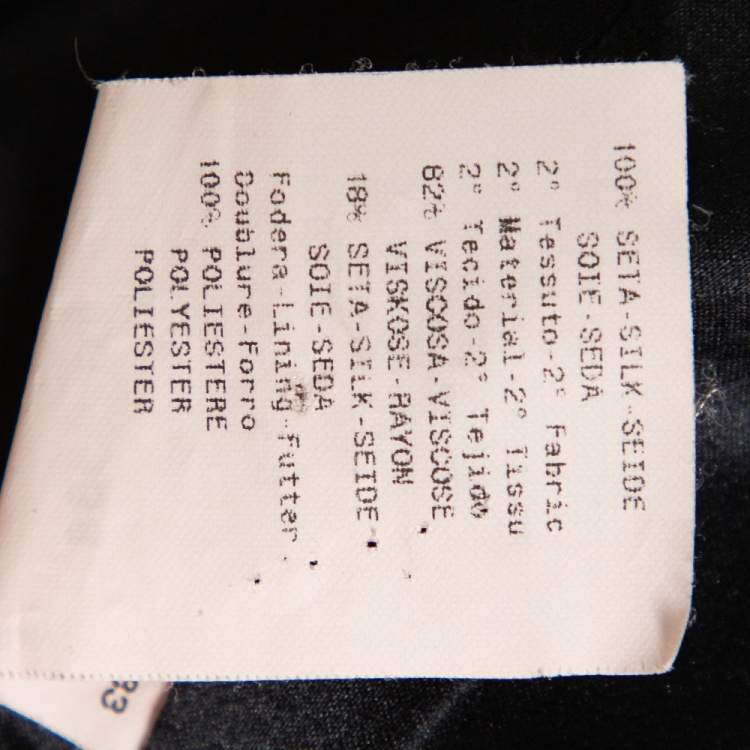 100% SETA-SILK-SEIDE
SOIE-SEDA
2° Tessuto-2° Fabric
2° Material-2° Tissu
2° Tecido-2° Tejido
82% VISCOSA-VISCOSE
VISKOSE-RAYON
18% SETA-SILK-SEIDE
SOIE-SEDA
Fodera-Lining-Futter
Doublure-Forro
100% POLIESTERE
POLYESTER
POLIESTER